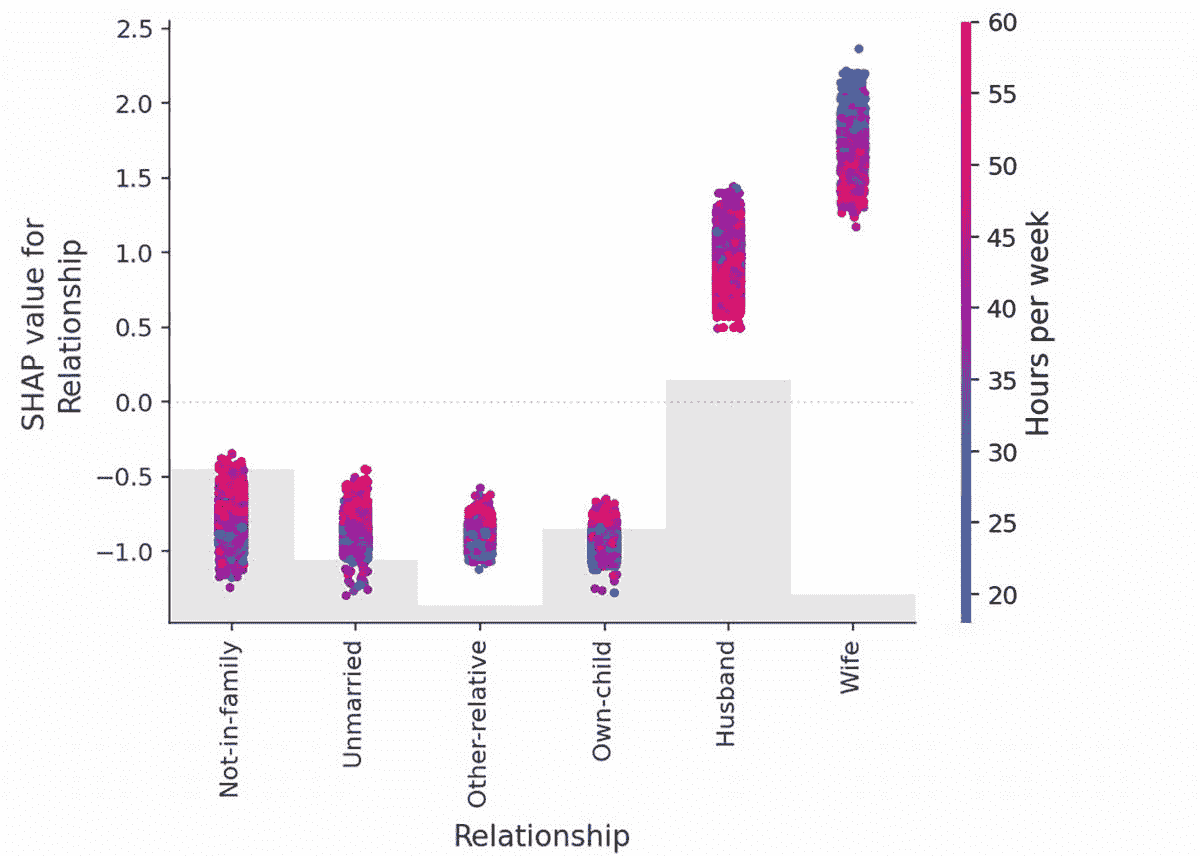 2.5
2.0
1.5
1.0
0.5
0.0
−0.5
−1.0
SHAP value for
Relationship
Not-in-family
Unmarried
Other-relative
Own-child
Husband
Wife
Relationship
60
55
50
45
40
35
30
25
20
Hours per week